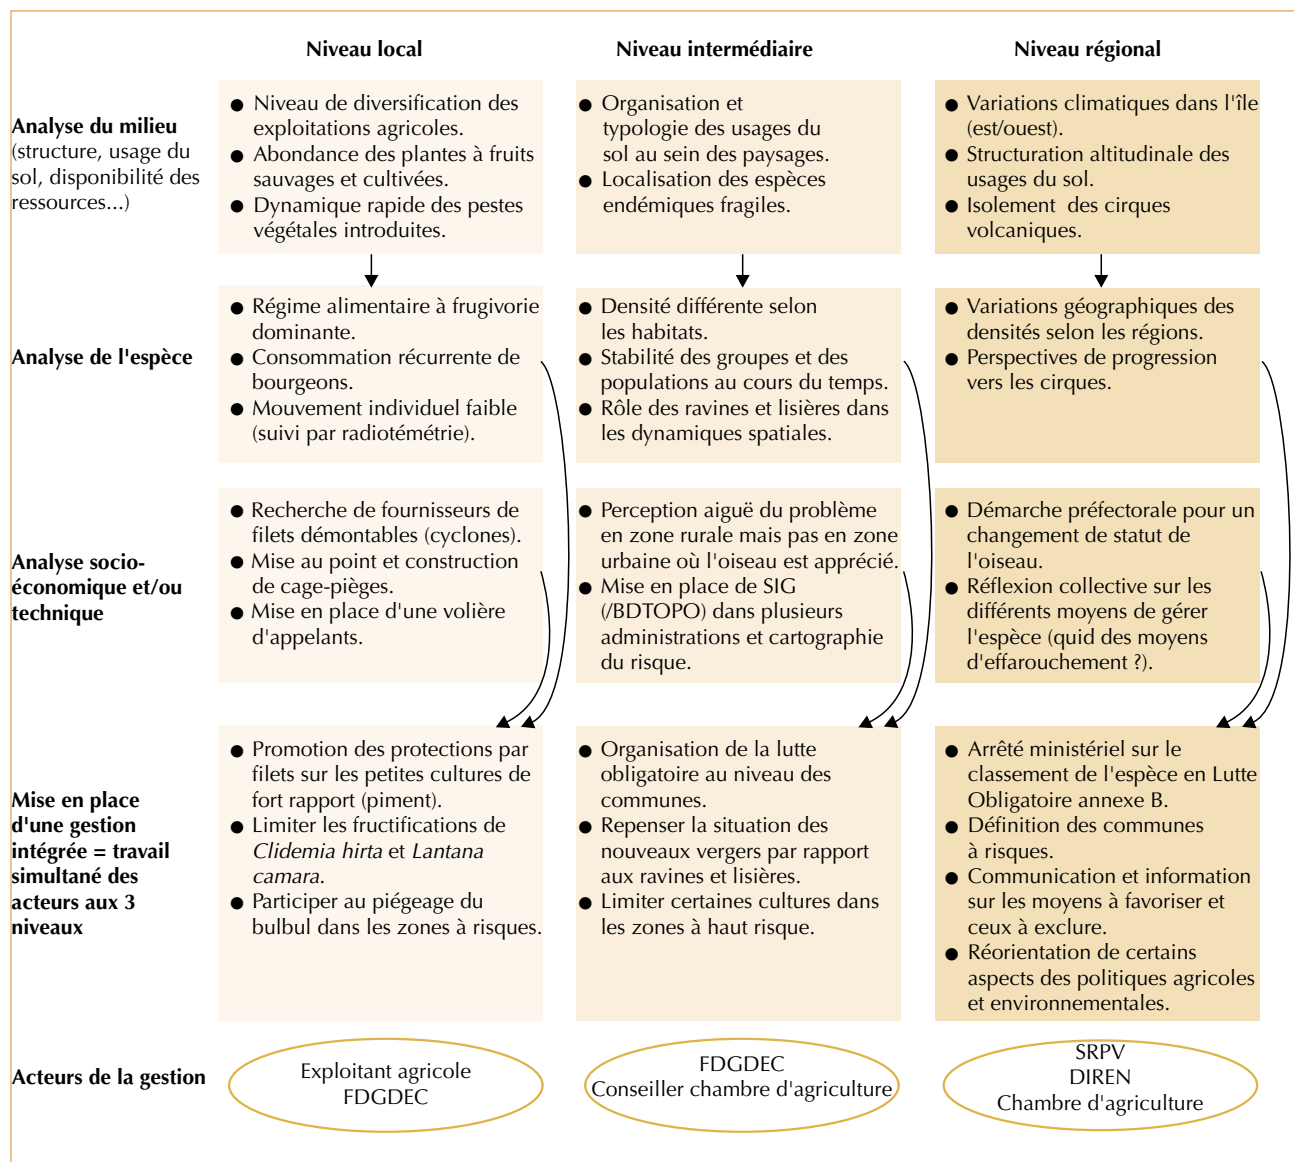 Niveau local
Niveau intermédiaire
Niveau régional
Analyse du milieu
(structure, usage du
sol, disponibilité des
ressources...)
● Niveau de diversification des
exploitations agricoles.
● Abondance des plantes à fruits
sauvages et cultivées.
● Dynamique rapide des pestes
végétales introduites.
● Organisation et
typologie des usages du
sol au sein des paysages.
● Localisation des espèces
endémiques fragiles.
● Variations climatiques dans l'île
(est/ouest).
● Structuration altitudinale des
usages du sol.
● Isolement des cirques
volcaniques.
Analyse de l'espèce
● Régime alimentaire à frugivorie
dominante.
● Consommation récurrente de
bourgeons.
● Mouvement individuel faible
(suivi par radiotémétrie).
● Densité différente selon
les habitats.
● Stabilité des groupes et des
populations au cours du temps.
● Rôle des ravines et lisières dans
les dynamiques spatiales.
● Variations géographiques des
densités selon les régions.
● Perspectives de progression
vers les cirques.
Analyse socio-
économique et/ou
technique
● Recherche de fournisseurs de
filets démontables (cyclones).
● Mise au point et construction
de cage-pièges.
● Mise en place d'une volière
d'appelants.
● Perception aiguë du problème
en zone rurale mais pas en zone
urbaine où l'oiseau est apprécié.
● Mise en place de SIG
(/BDTOPO) dans plusieurs
administrations et cartographie
du risque.
● Démarche préfectorale pour un
changement de statut de
l'oiseau.
● Réflexion collective sur les
différents moyens de gérer
l'espèce (quid des moyens
d'effarouchement ?).
Mise en place
d'une gestion
intégrée = travail
simultané des
acteurs aux 3
niveaux
● Promotion des protections par
filets sur les petites cultures de
fort rapport (piment).
● Limiter les fructifications de
Clidemia hirta et Lantana
camara.
● Participer au piégeage du
bulbul dans les zones à risques.
● Organisation de la lutte
obligatoire au niveau des
communes.
● Repenser la situation des
nouveaux vergers par rapport
aux ravines et lisières.
● Limiter certaines cultures dans
les zones à haut risque.
● Arrêté ministériel sur le
classement de l'espèce en Lutte
Obligatoire annexe B.
● Définition des communes
à risques.
● Communication et information
sur les moyens à favoriser et
ceux à exclure.
● Réorientation de certains
aspects des politiques agricoles
et environnementales.
Acteurs de la gestion
Exploitant agricole
FDGDEC
FDGDEC
Conseiller chambre d'agriculture
SRPV
DIREN
Chambre d'agriculture